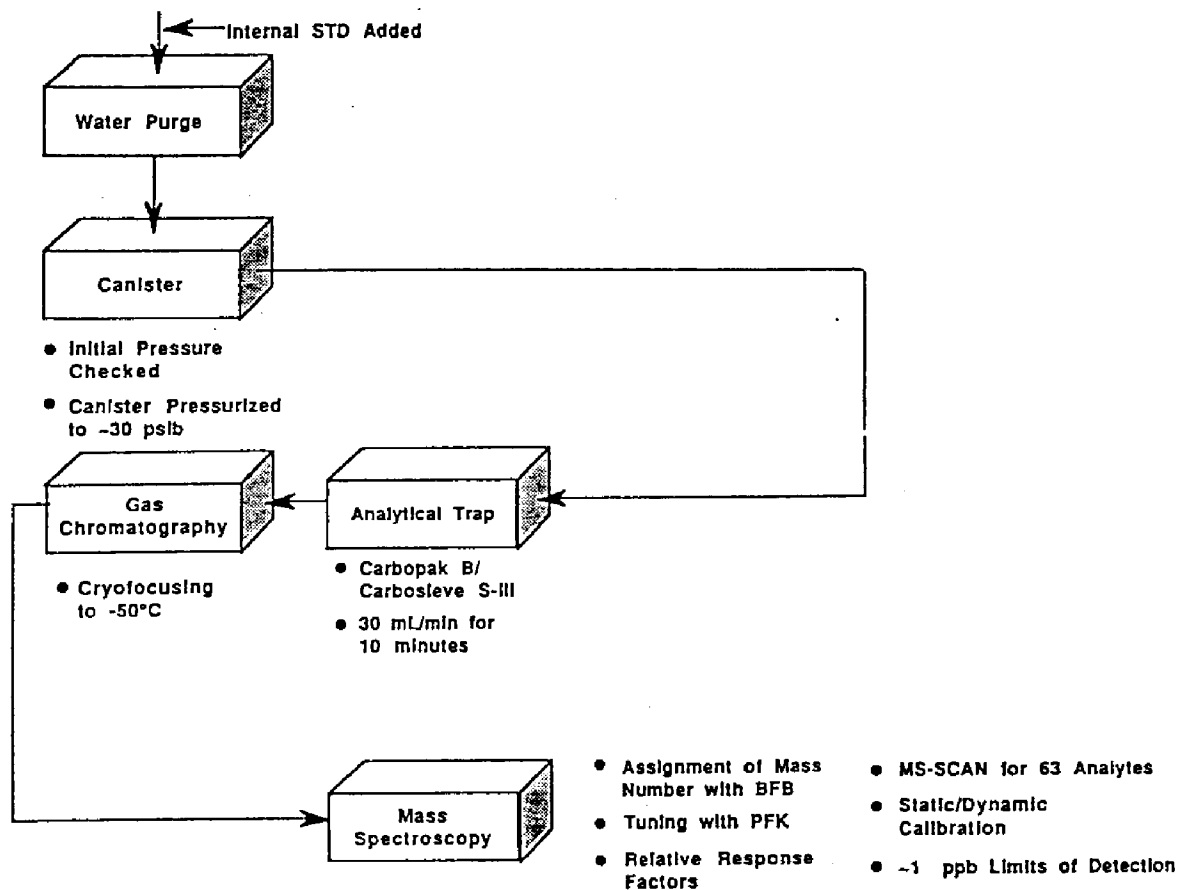 Internal STD Added
Water Purge
Canister
● Initial Pressure
Checked
● Canister Pressurized
to ~30 psib
Gas
Chromatography
● Cryofocusing
to -50°C
Analytical Trap
● Carbopak B/
Carbosieve S-III
● 30 mL/min for
10 minutes
Mass
Spectroscopy
● Assignment of Mass
Number with BFB
● Tuning with PFK
● Relative Response
Factors
● MS-SCAN for 63 Analytes
● Static/Dynamic
Calibration
● ~1 ppb Limits of Detection